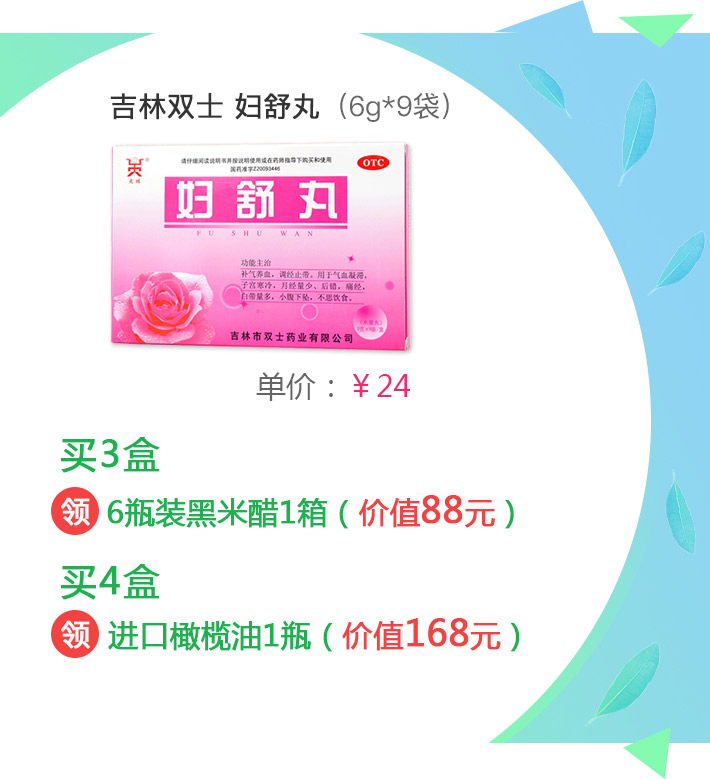 吉林双士 妇舒丸（6g*9袋）
请仔细阅读说明书并按说明使用或在药师指导下购买和使用
国药准字Z20093446
OTC
妇舒丸
FU SHU WAN
功能主治
补气养血，调经止带。用于气血凝滞，
子宫寒冷，月经量少、后错，痛经，
白带量多，小腹下坠，不思饮食。
吉林市双士药业有限公司
单价：￥24
买3盒
领 6瓶装黑米醋1箱（价值88元）
买4盒
领 进口橄榄油1瓶（价值168元）